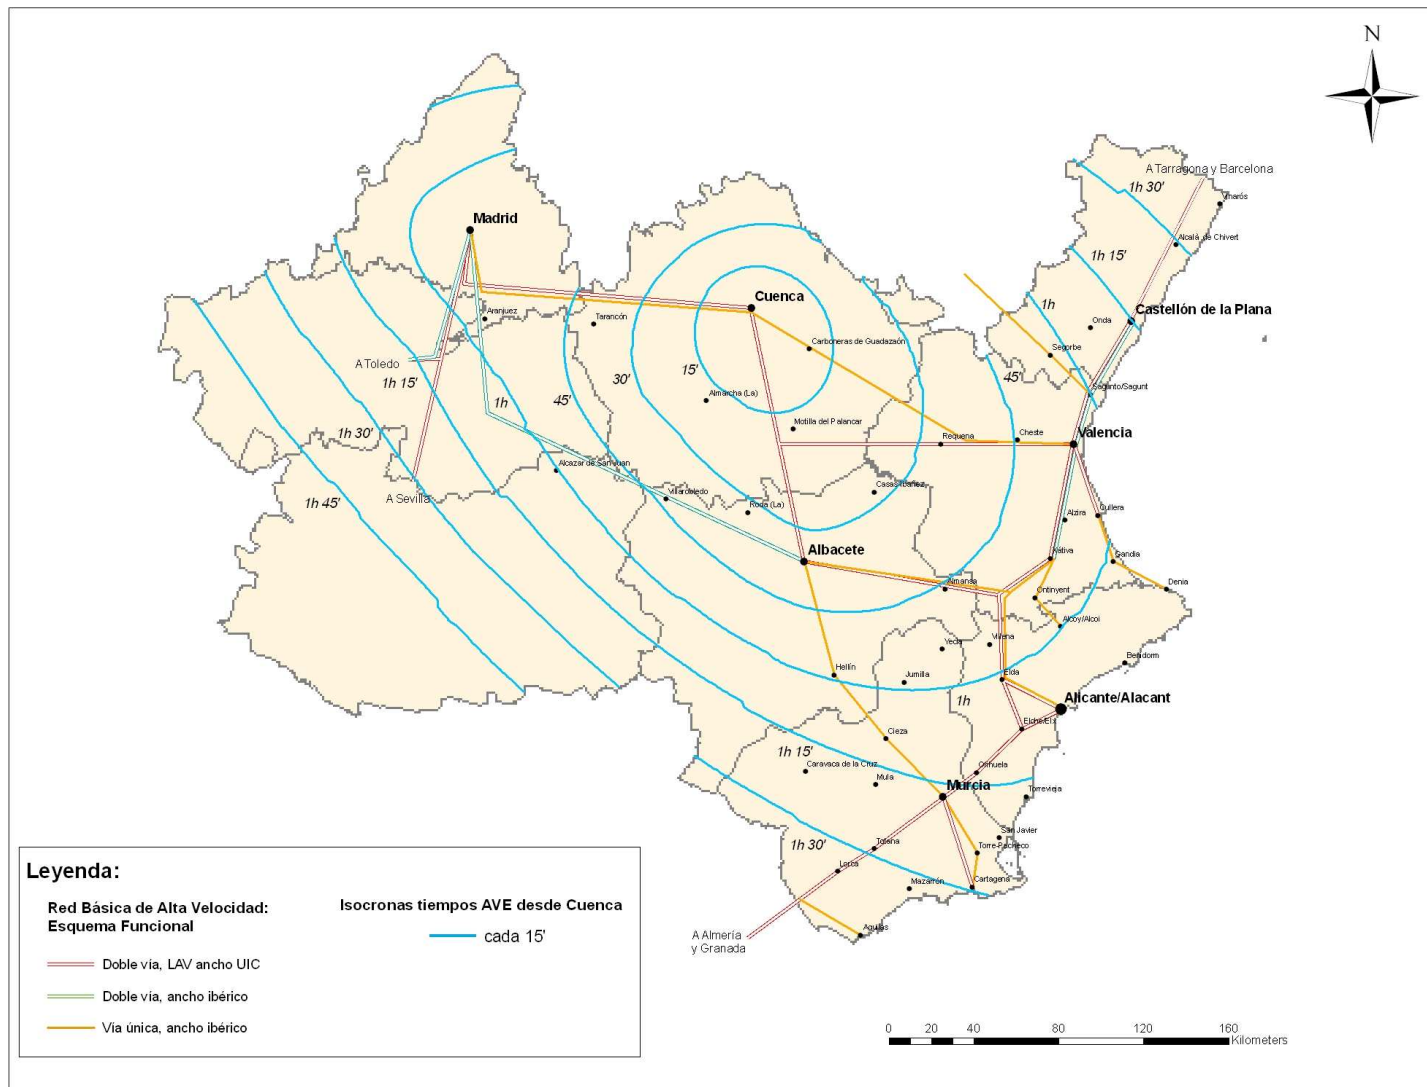 N
A Tarragona y Barcelona
1h 30'
Vinarós
Madrid
Alcalá de Chivert
1h 15'
Cuenca
1h
Castellón de la Plana
Onda
Aranjuez
Tarancón
Carboneras de Guadazaón
Segorbe
A Toledo
1h 15'
30'
15'
45'
Sagunto/Sagunt
1h
45'
Almarcha (La)
1h 30'
Motilla del Palancar
Requena
Cheste
Valencia
Alcazar de San Juan
A Sevilla
1h 45'
Villarrobledo
Roda (La)
Casas Ibáñez
Alzira
Cullera
Albacete
Xátiva
Gandia
Almansa
Ontinyent
Denia
Alcoy/Alcoi
Yecla
Villena
Benidorm
Hellín
Jumilla
Elda
1h
Alicante/Alacant
Elche/Elx
Cieza
1h 15'
Caravaca de la Cruz
Mula
Orihuela
Murcia
Torrevieja
1h 30'
Totana
San Javier
Torre-Pacheco
Lorca
Mazarrón
Cartagena
A Almería
y Granada
Aguilas
Leyenda:
Red Básica de Alta Velocidad:
Esquema Funcional
Doble vía, LAV ancho UIC
Doble vía, ancho ibérico
Via única, ancho ibérico
Isocronas tiempos AVE desde Cuenca
cada 15'
0 20 40 80 120 160
Kilometers